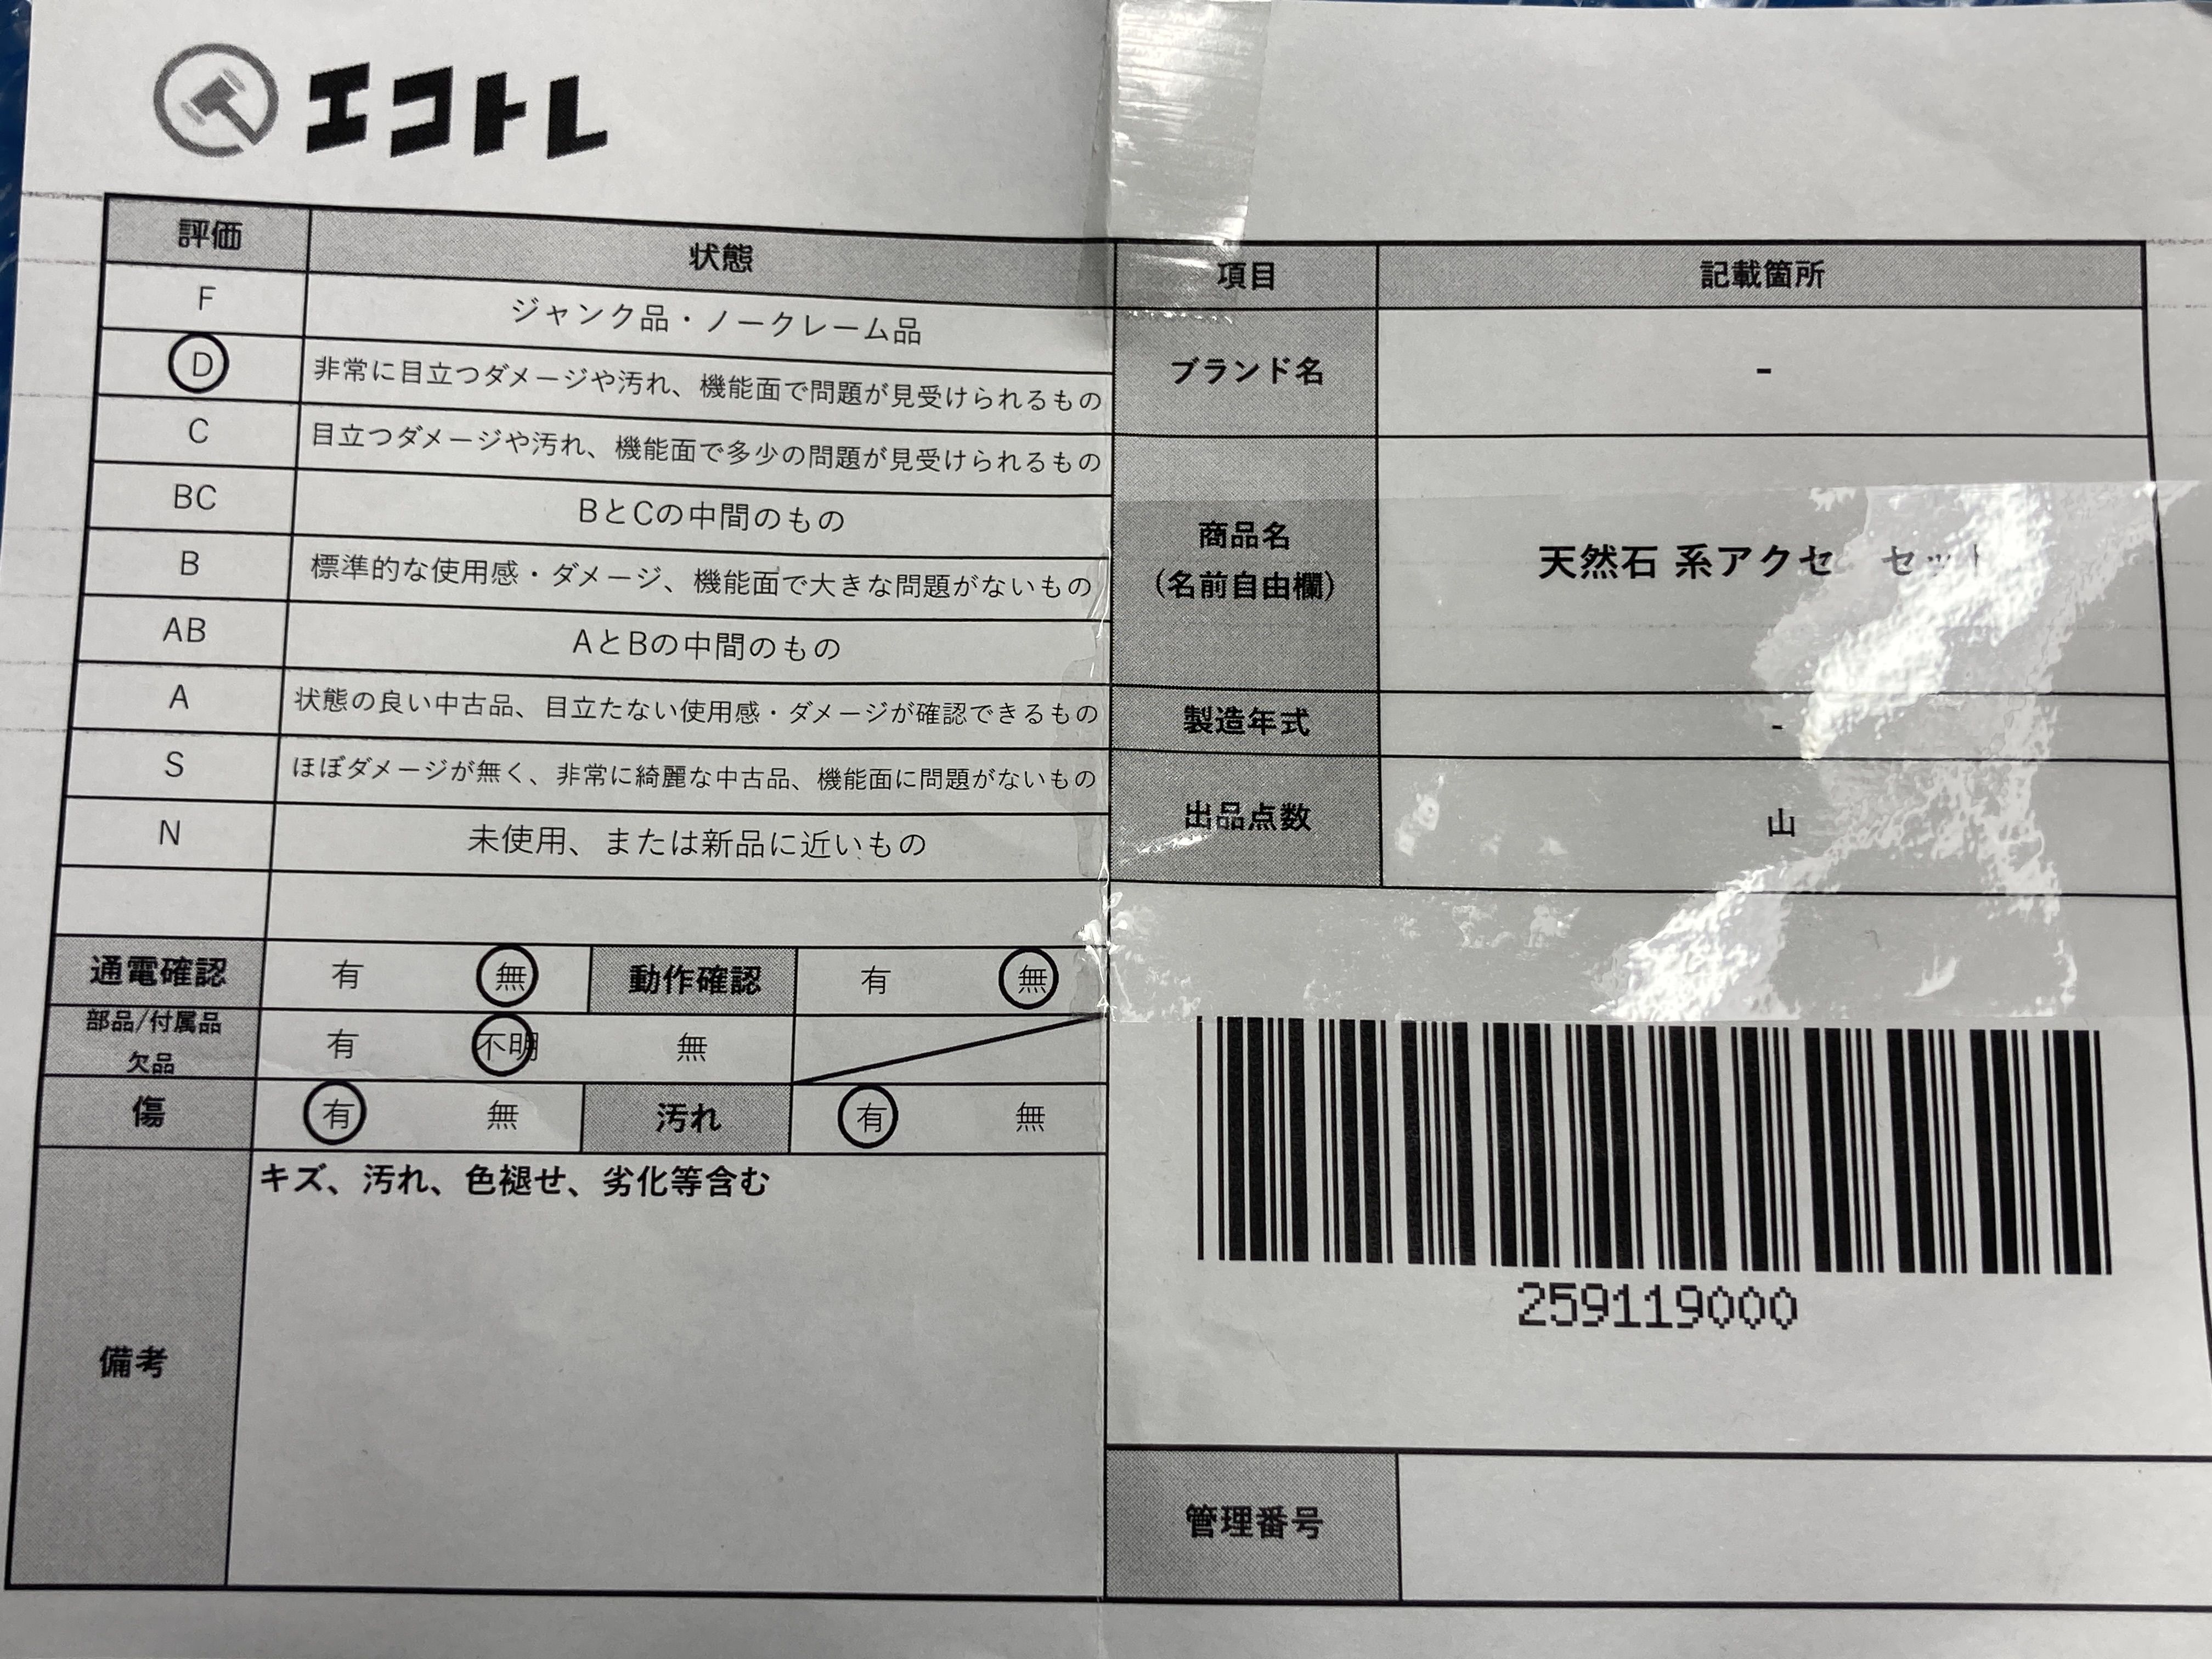 エコトレ
評価 状態
F ジャンク品・ノークレーム品
D 非常に目立つダメージや汚れ、機能面で問題が見受けられるもの
C 目立つダメージや汚れ、機能面で多少の問題が見受けられるもの
BC BとCの中間のもの
B 標準的な使用感・ダメージ、機能面で大きな問題がないもの
AB AとBの中間のもの
A 状態の良い中古品、目立たない使用感・ダメージが確認できるもの
S ほぼダメージが無く、非常に綺麗な中古品、機能面に問題がないもの
N 未使用、または新品に近いもの
通電確認 有 無 動作確認 有 無
部品/付属品
欠品 有 不明 無
傷 有 無 汚れ 有 無
備考 キズ、汚れ、色褪せ、劣化等含む
項目 記載箇所
ブランド名 -
商品名
(名前自由欄) 天然石 系アクセ セット
製造年式 -
出品点数 山
259119000
管理番号